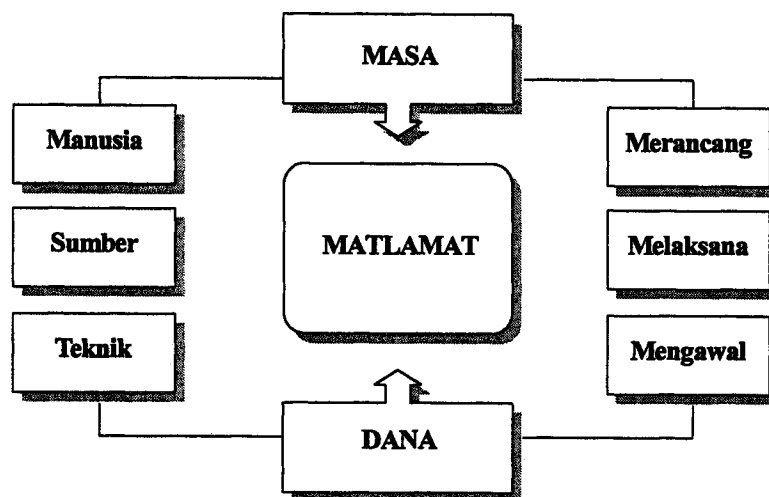 MASA
Manusia
Merancang
Sumber
MATLAMAT
Melaksana
Teknik
Mengawal
DANA